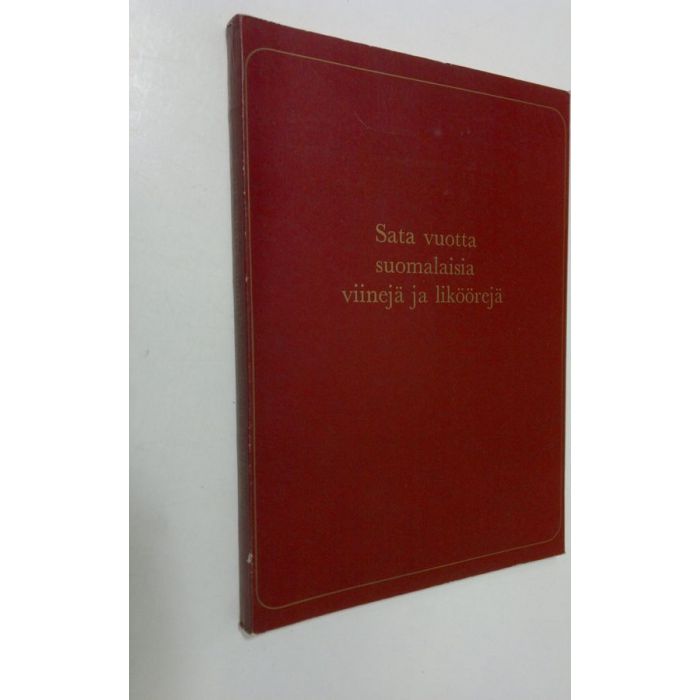 Sata vuotta
suomalaisia
viinejä ja liköörejä